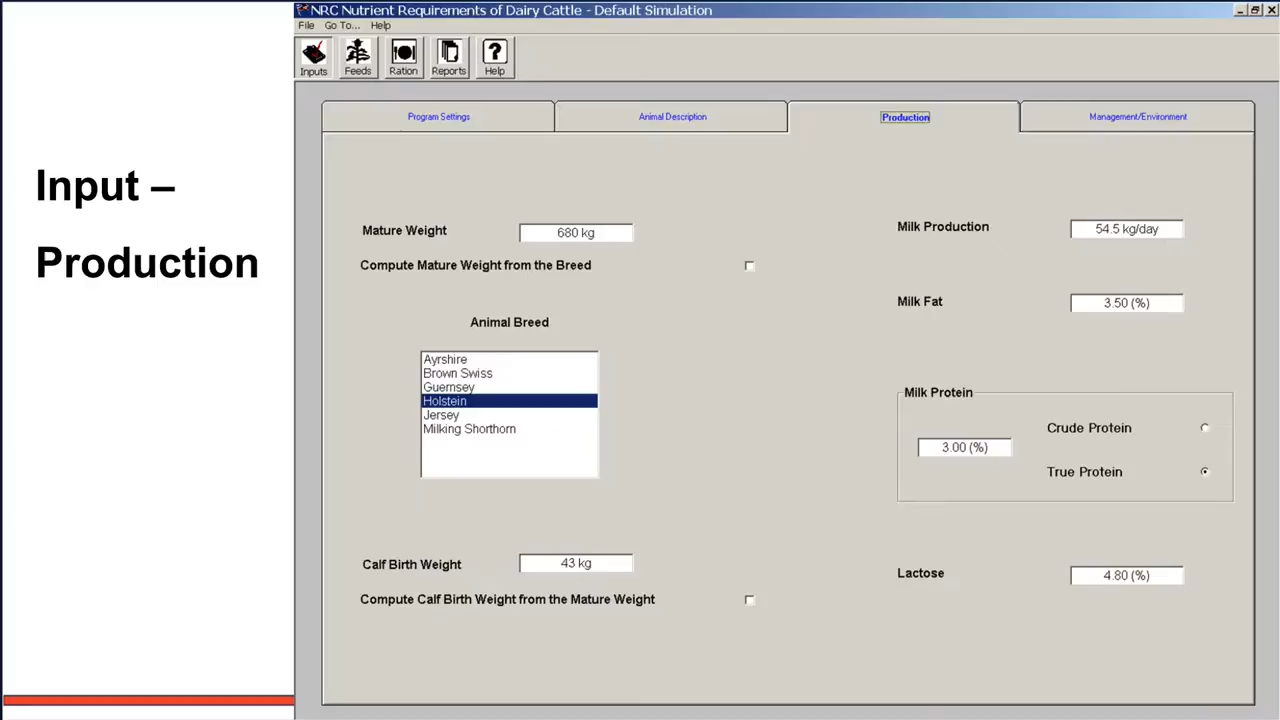 NRC Nutrient Requirements of Dairy Cattle - Default Simulation
File Go To... Help
Inputs Feeds Ration Reports Help
Program Settings Animal Description Production Management/Environment
Input –
Production
Mature Weight 680 kg
Compute Mature Weight from the Breed
Animal Breed
Ayrshire
Brown Swiss
Guernsey
Holstein
Jersey
Milking Shorthorn
Calf Birth Weight 43 kg
Compute Calf Birth Weight from the Mature Weight
Milk Production 54.5 kg/day
Milk Fat 3.50 (%)
Milk Protein
3.00 (%)
Crude Protein
True Protein
Lactose 4.80 (%)